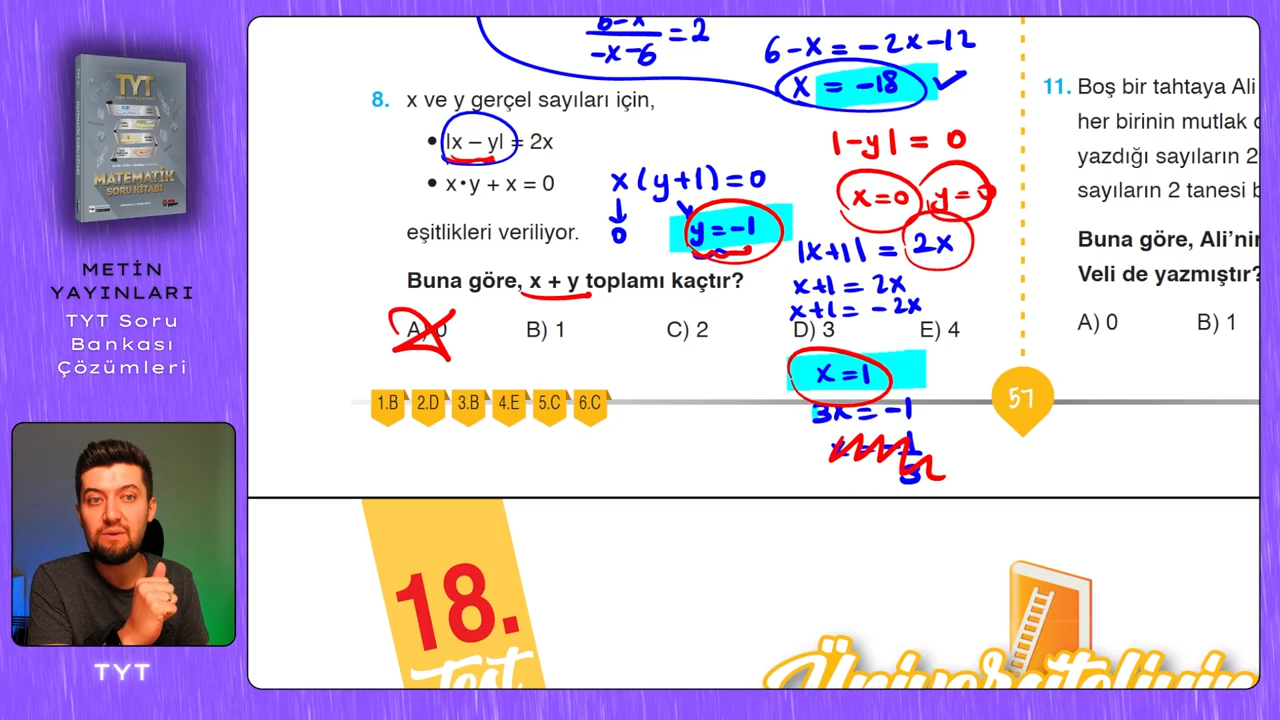 TYT
MATEMATİK
SORU KİTABI
METİN
YAYINLARI
TYT Soru
Bankası
Çözümleri
TYT
6-x
-x-6
= 2
6-x = -2x-12
x = -18
8. x ve y gerçel sayıları için,
• |x – y| = 2x
• x·y + x = 0
eşitlikleri veriliyor.
Buna göre, x + y toplamı kaçtır?
A) 0 B) 1 C) 2 D) 3 E) 4
x(y+1)=0
0
y=-1
|-y| = 0
x=0 y=0
|x+1| = 2x
x+1 = 2x
x+1 = -2x
x=1
3x = -1
1.B 2.D 3.B 4.E 5.C 6.C
57
11. Boş bir tahtaya Ali
her birinin mutlak
yazdığı sayıların 2
sayıların 2 tanesi
Buna göre, Ali'nin
Veli de yazmıştır?
A) 0 B) 1
18.
Test
Üniversiteliyim